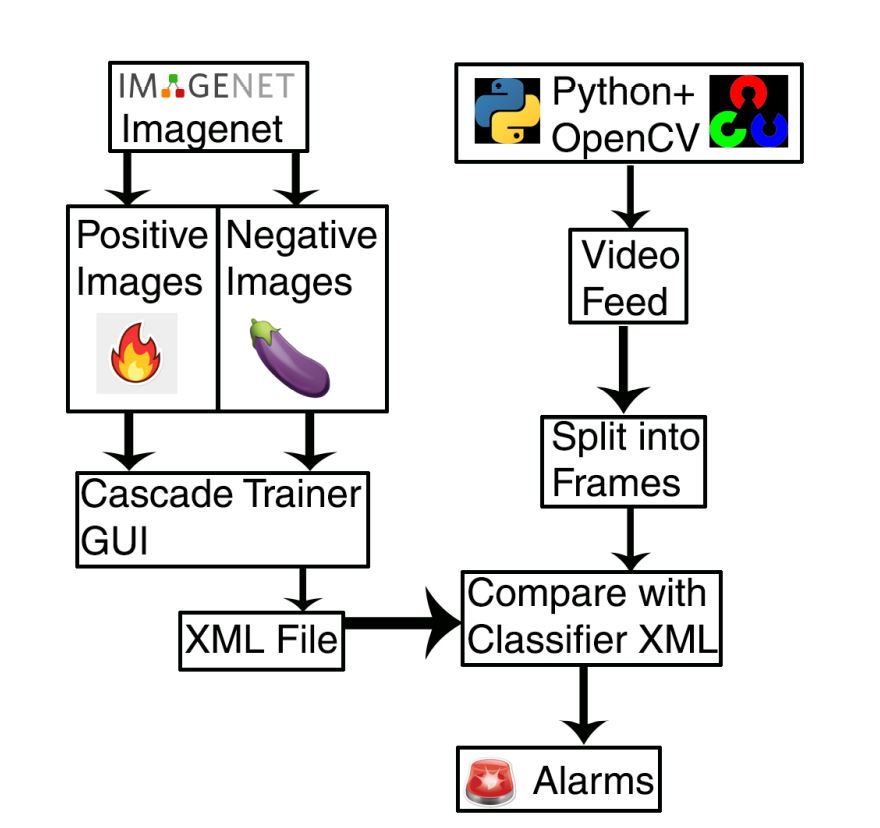 IMAGENET
Imagenet
Positive
Images
Negative
Images
Cascade Trainer
GUI
XML File
Python+
OpenCV
Video
Feed
Split into
Frames
Compare with
Classifier XML
Alarms